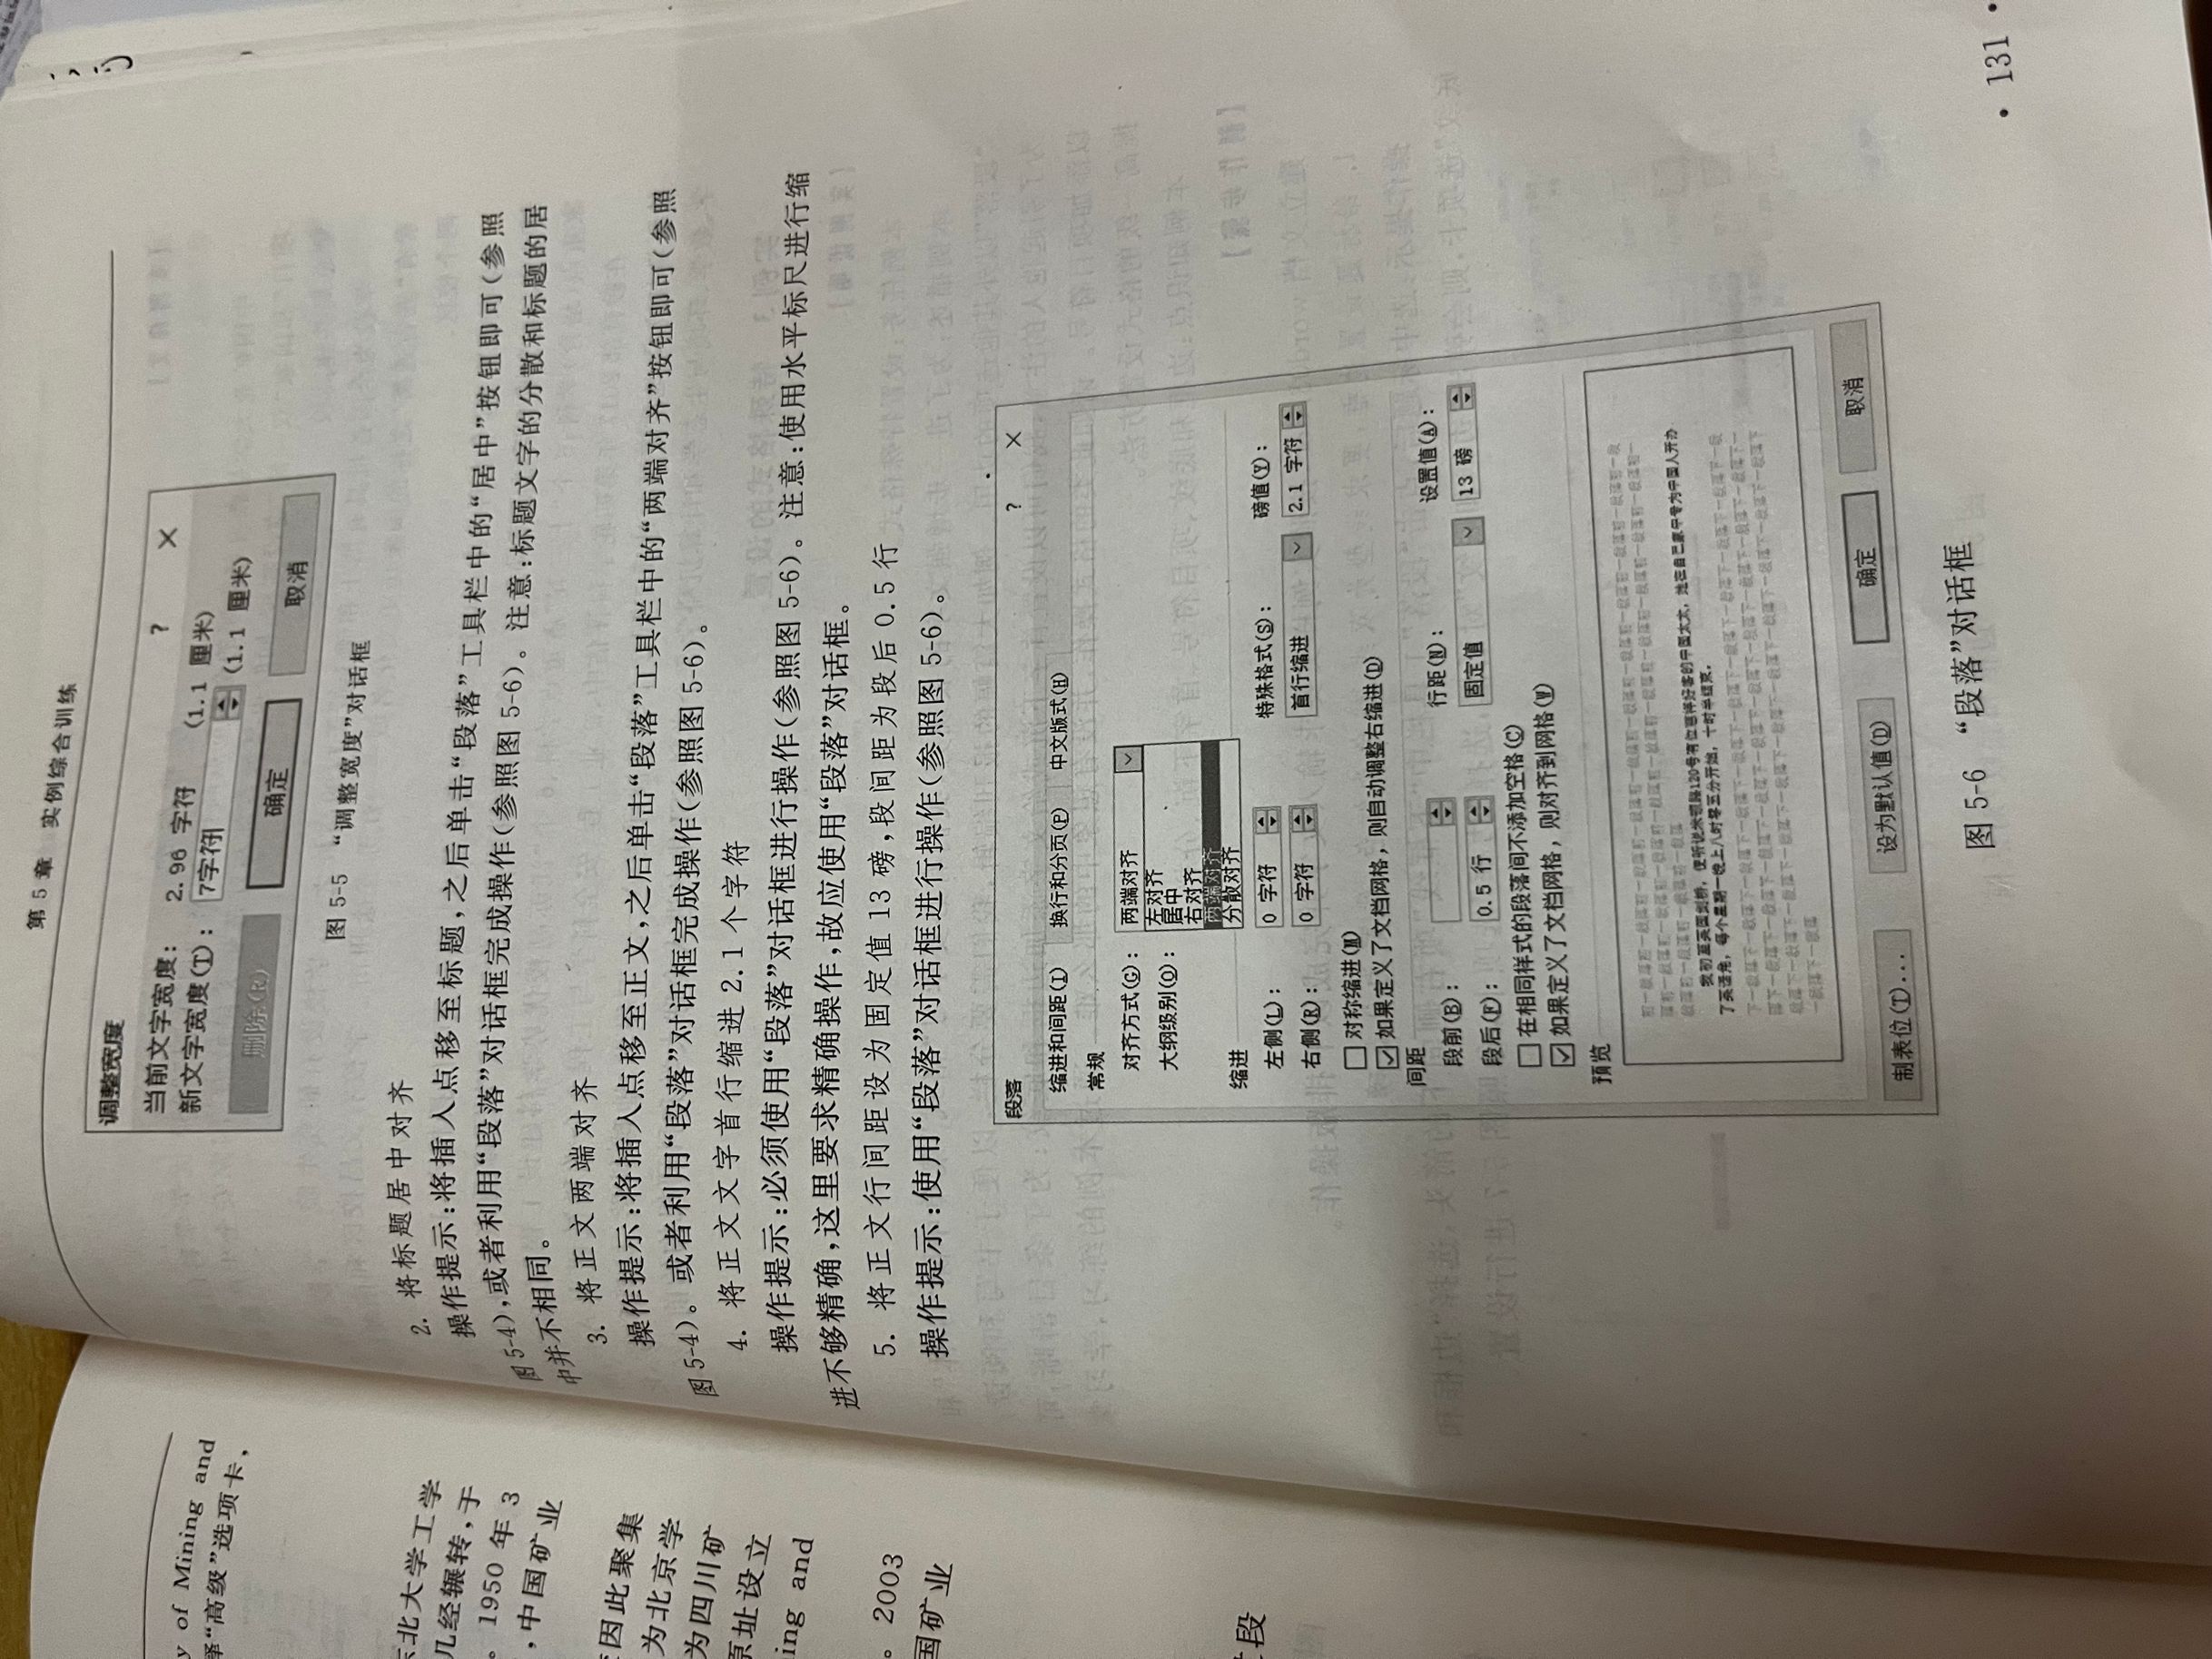 第 5 章　实例综合训练
调整宽度 ? ×
当前文字宽度： 2.96 字符 (1.1 厘米)
新文字宽度(T)： 7字符 (1.1 厘米)
删除(R) 确定 取消
图 5-5　“调整宽度”对话框
2. 将标题居中对齐
操作提示：将插入点移至标题，之后单击“段落”工具栏中的“居中”按钮即可（参照
图 5-4），或者利用“段落”对话框完成操作（参照图 5-6）。注意：标题文字的分散和标题的居
中并不相同。
3. 将正文两端对齐
操作提示：将插入点移至正文，之后单击“段落”工具栏中的“两端对齐”按钮即可（参照
图 5-4）。或者利用“段落”对话框完成操作（参照图 5-6）。
4. 将正文文字首行缩进 2.1 个字符
操作提示：必须使用“段落”对话框进行操作（参照图 5-6）。注意：使用水平标尺进行缩
进不够精确，这里要求精确操作，故应使用“段落”对话框。
5. 将正文行间距设为固定值 13 磅，段间距为段后 0.5 行
操作提示：使用“段落”对话框进行操作（参照图 5-6）。
段落 ? ×
缩进和间距(I) 换行和分页(P) 中文版式(H)
常规
对齐方式(G)： 两端对齐
左对齐
大纲级别(O)： 居中
右对齐
两端对齐
分散对齐
缩进
左侧(L)： 0 字符 特殊格式(S)： 磅值(Y)：
右侧(R)： 0 字符 首行缩进 2.1 字符
对称缩进(M)
如果定义了文档网格，则自动调整右缩进(D)
间距
段前(B)： 行距(N)： 设置值(A)：
段后(F)： 0.5 行 固定值 13 磅
在相同样式的段落间不添加空格(C)
如果定义了文档网格，则对齐到网格(W)
预览
制表位(T)... 设为默认值(D) 确定 取消
图 5-6　“段落”对话框
· 131 ·
y of Mining and
择“高级”选项卡，
东北大学工学
几经辗转，于
。1950 年 3
，中国矿业
因此聚集
为北京学
为四川矿
原址设立
ing and
。2003
国矿业
段